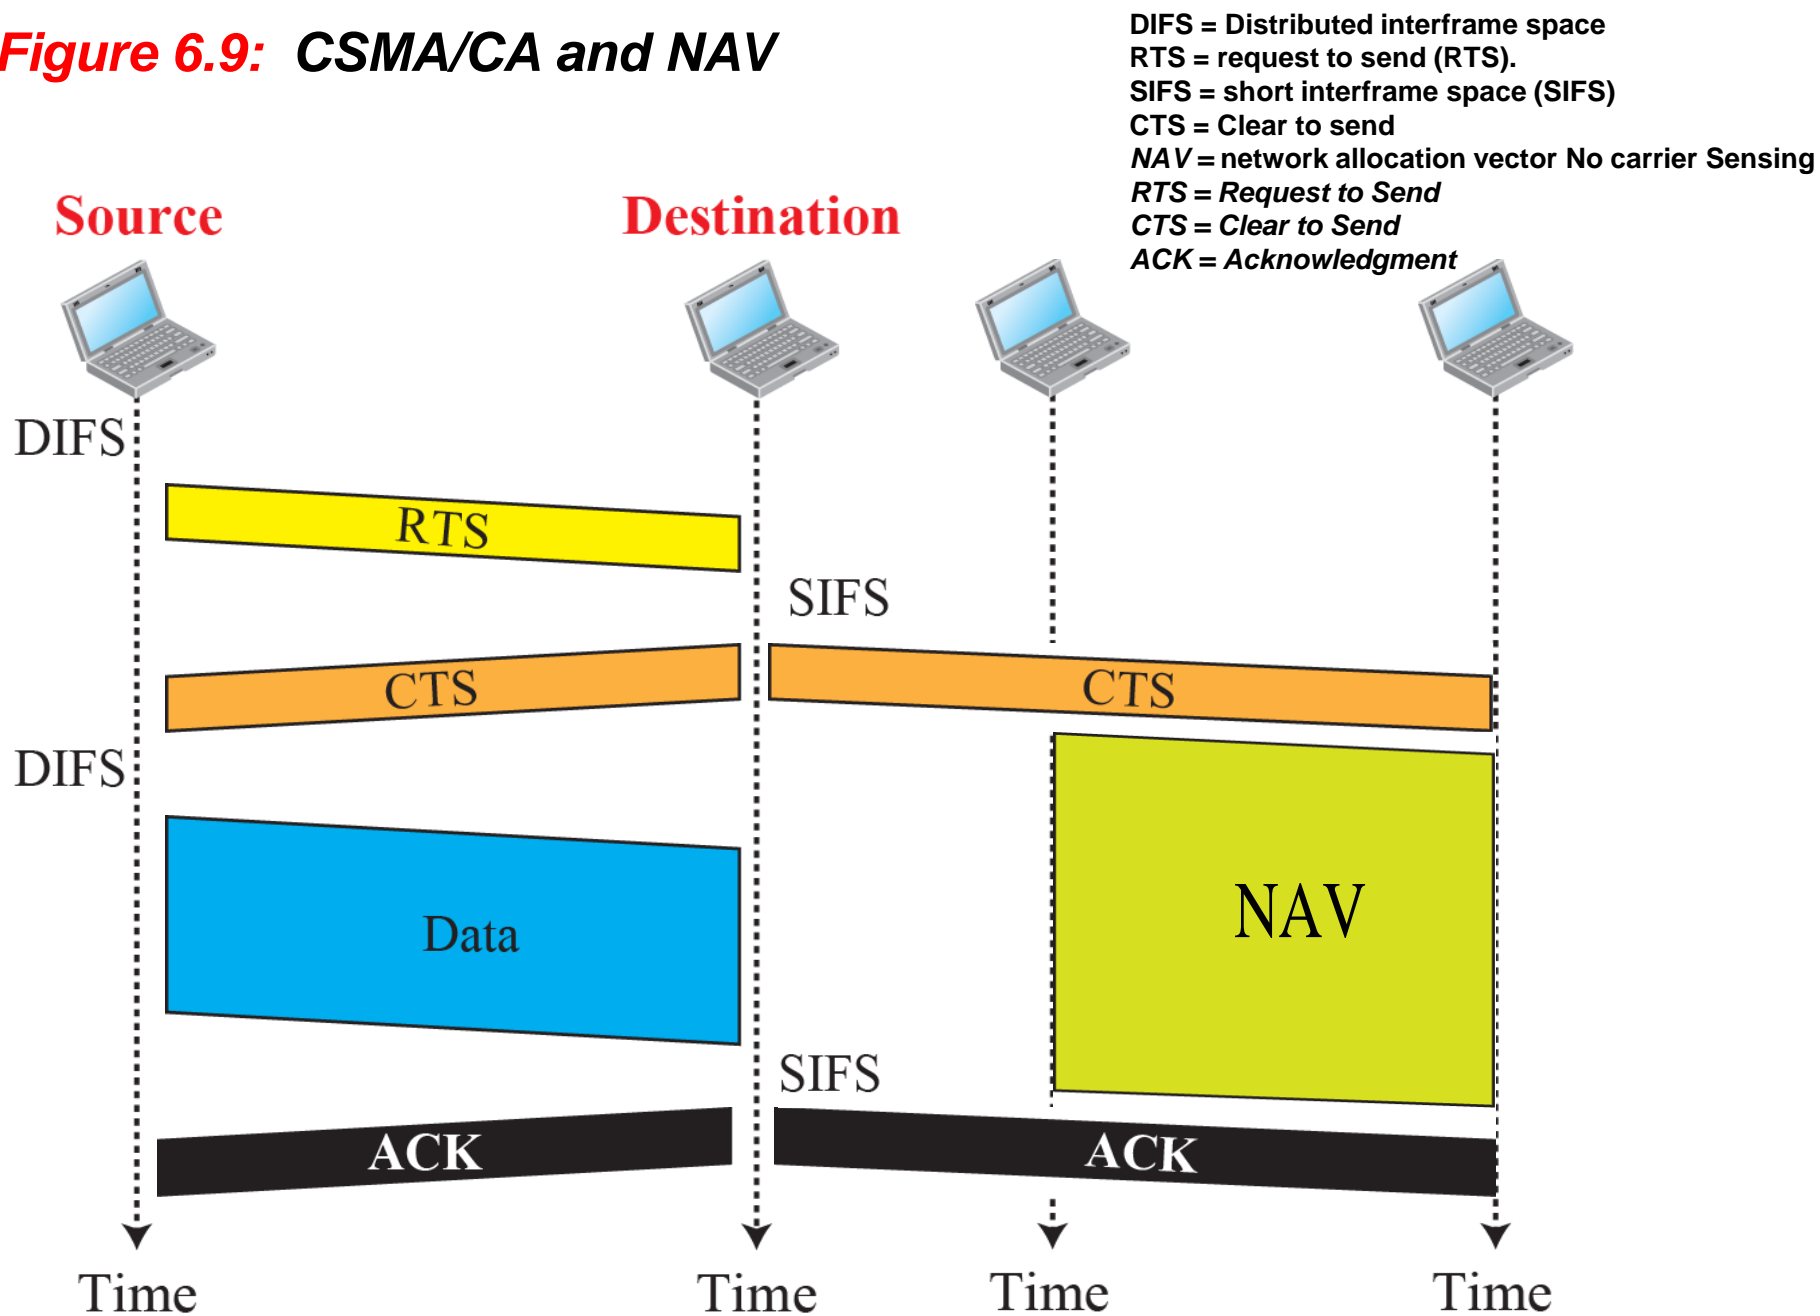 Figure 6.9: CSMA/CA and NAV
DIFS = Distributed interframe space
RTS = request to send (RTS).
SIFS = short interframe space (SIFS)
CTS = Clear to send
NAV = network allocation vector No carrier Sensing
RTS = Request to Send
CTS = Clear to Send
ACK = Acknowledgment
Source
Destination
DIFS
RTS
SIFS
CTS
CTS
DIFS
Data
NAV
SIFS
ACK
ACK
Time
Time
Time
Time